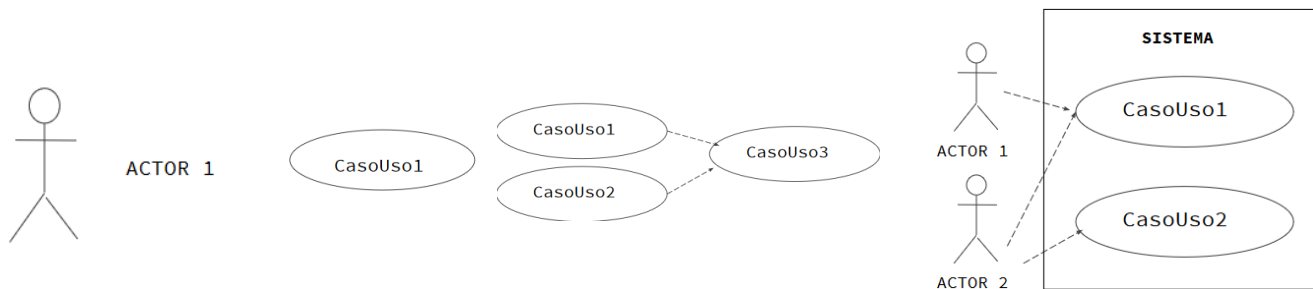 ACTOR 1
CasoUso1
CasoUso1
CasoUso2
CasoUso3
SISTEMA
CasoUso1
ACTOR 1
CasoUso2
ACTOR 2